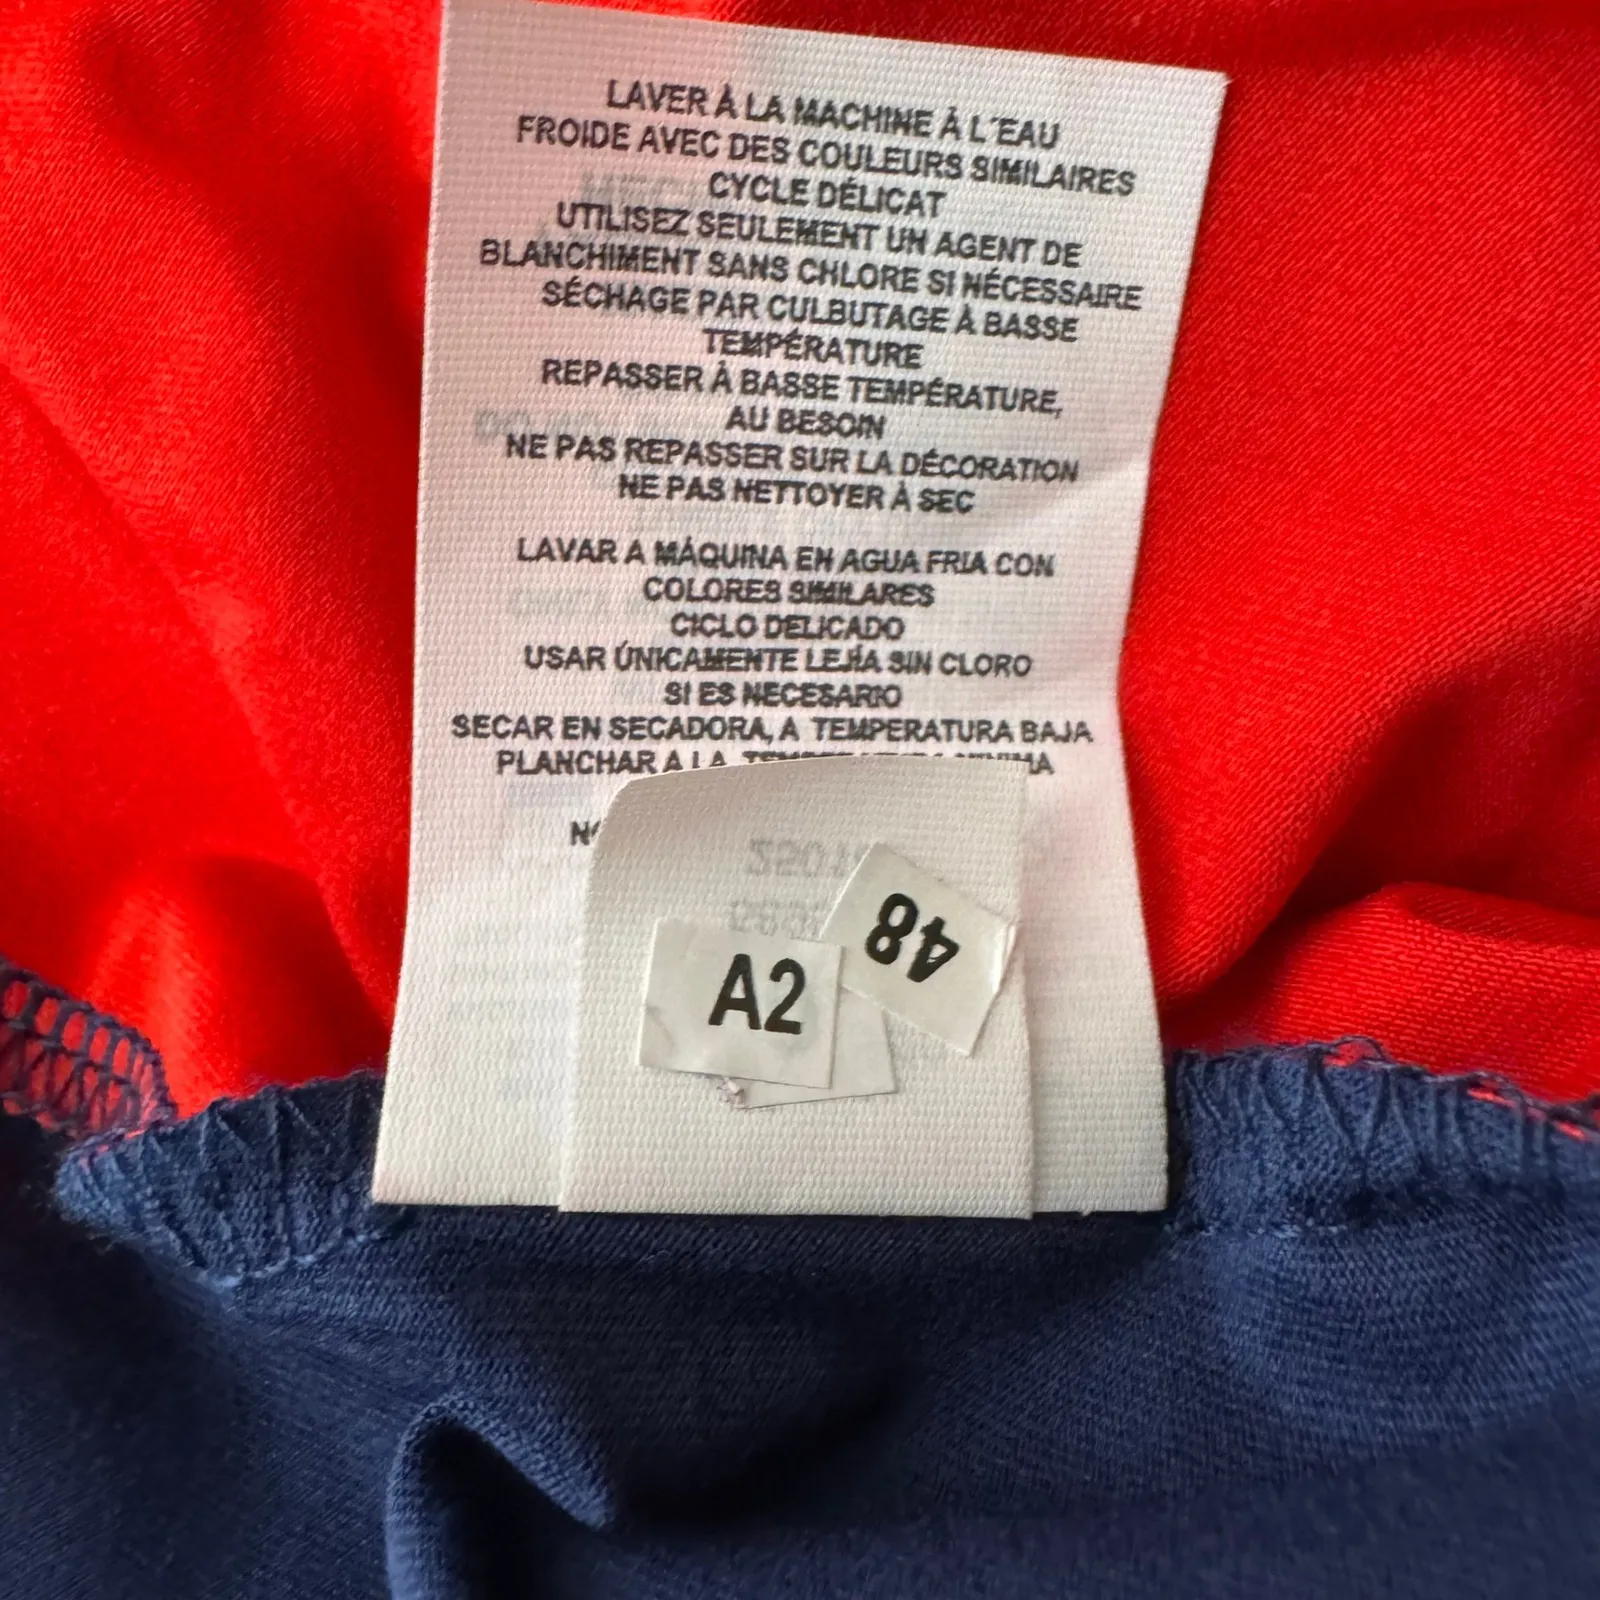 LAVER À LA MACHINE À L'EAU
FROIDE AVEC DES COULEURS SIMILAIRES
CYCLE DÉLICAT
UTILISEZ SEULEMENT UN AGENT DE
BLANCHIMENT SANS CHLORE SI NÉCESSAIRE
SÉCHAGE PAR CULBUTAGE À BASSE
TEMPÉRATURE
REPASSER À BASSE TEMPÉRATURE,
AU BESOIN
NE PAS REPASSER SUR LA DÉCORATION
NE PAS NETTOYER À SEC
LAVAR A MÁQUINA EN AGUA FRIA CON
COLORES SIMILARES
CICLO DELICADO
USAR ÚNICAMENTE LEJÍA SIN CLORO
SI ES NECESARIO
SECAR EN SECADORA, A TEMPERATURA BAJA
PLANCHAR A LA
48
A2